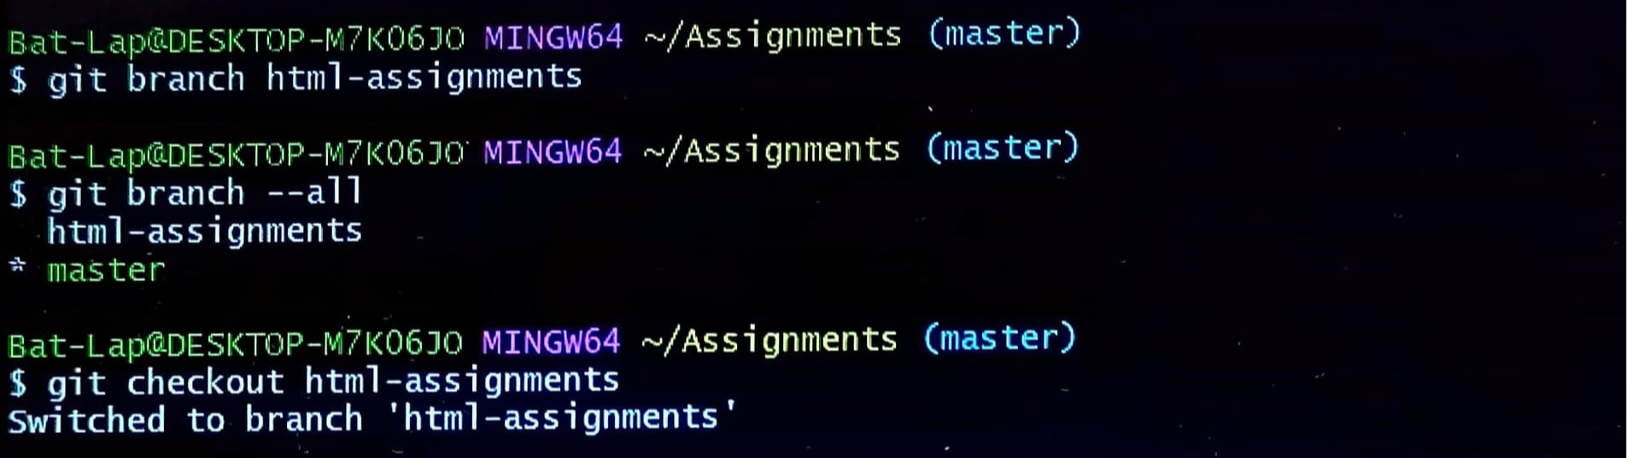 Bat-Lap@DESKTOP-M7K06JO MINGW64 ~/Assignments (master)
$ git branch html-assignments
Bat-Lap@DESKTOP-M7K06JO MINGW64 ~/Assignments (master)
$ git branch --all
html-assignments
* master
Bat-Lap@DESKTOP-M7K06JO MINGW64 ~/Assignments (master)
$ git checkout html-assignments
Switched to branch 'html-assignments'